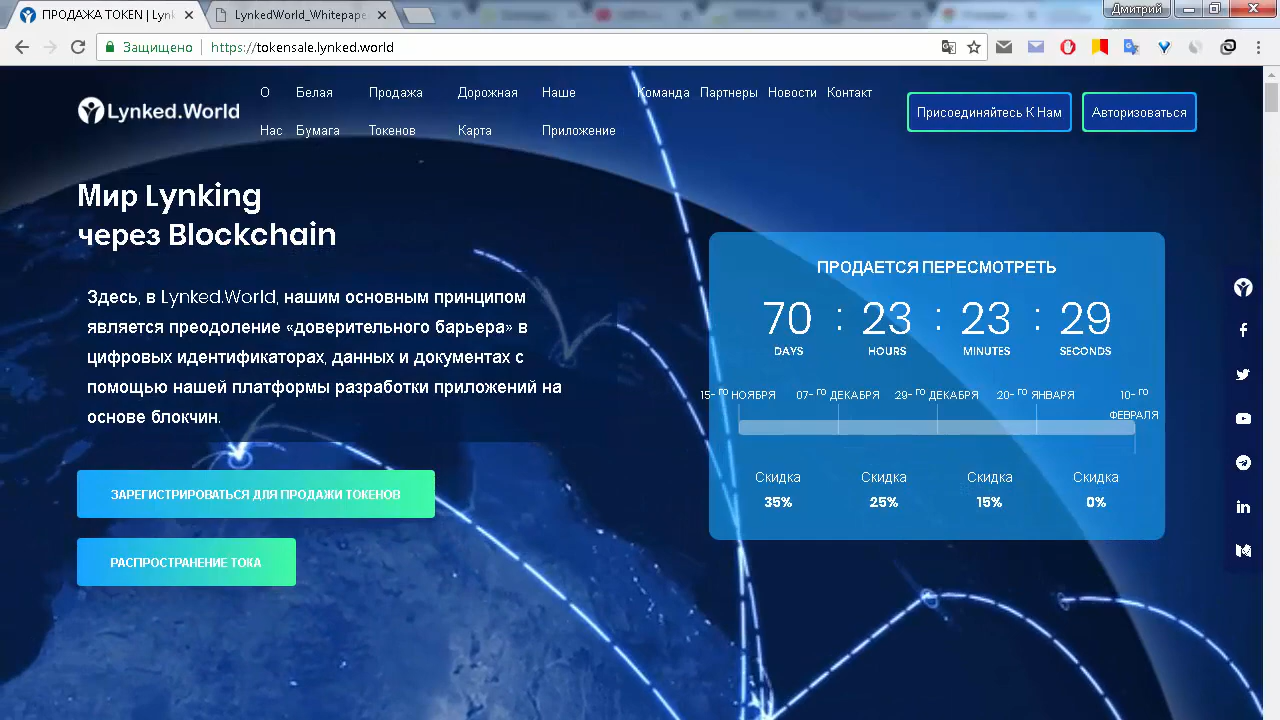 ПРОДАЖА TOKEN | Lynk
LynkedWorld_Whitepape
Дмитрий
Защищено
https://tokensale.lynked.world
Lynked.World
О Нас
Белая Бумага
Продажа Токенов
Дорожная Карта
Наше Приложение
Команда
Партнеры
Новости
Контакт
Присоединяйтесь К Нам
Авторизоваться
Мир Lynking
через Blockchain
Здесь, в Lynked.World, нашим основным принципом
является преодоление «доверительного барьера» в
цифровых идентификаторах, данных и документах с
помощью нашей платформы разработки приложений на
основе блокчин.
ЗАРЕГИСТРИРОВАТЬСЯ ДЛЯ ПРОДАЖИ ТОКЕНОВ
РАСПРОСТРАНЕНИЕ ТОКА
ПРОДАЕТСЯ ПЕРЕСМОТРЕТЬ
70 : 23 : 23 : 29
DAYS HOURS MINUTES SECONDS
15- го НОЯБРЯ 07- го ДЕКАБРЯ 29- го ДЕКАБРЯ 20- го ЯНВАРЯ 10- го
ФЕВРАЛЯ
Скидка Скидка Скидка Скидка
35% 25% 15% 0%